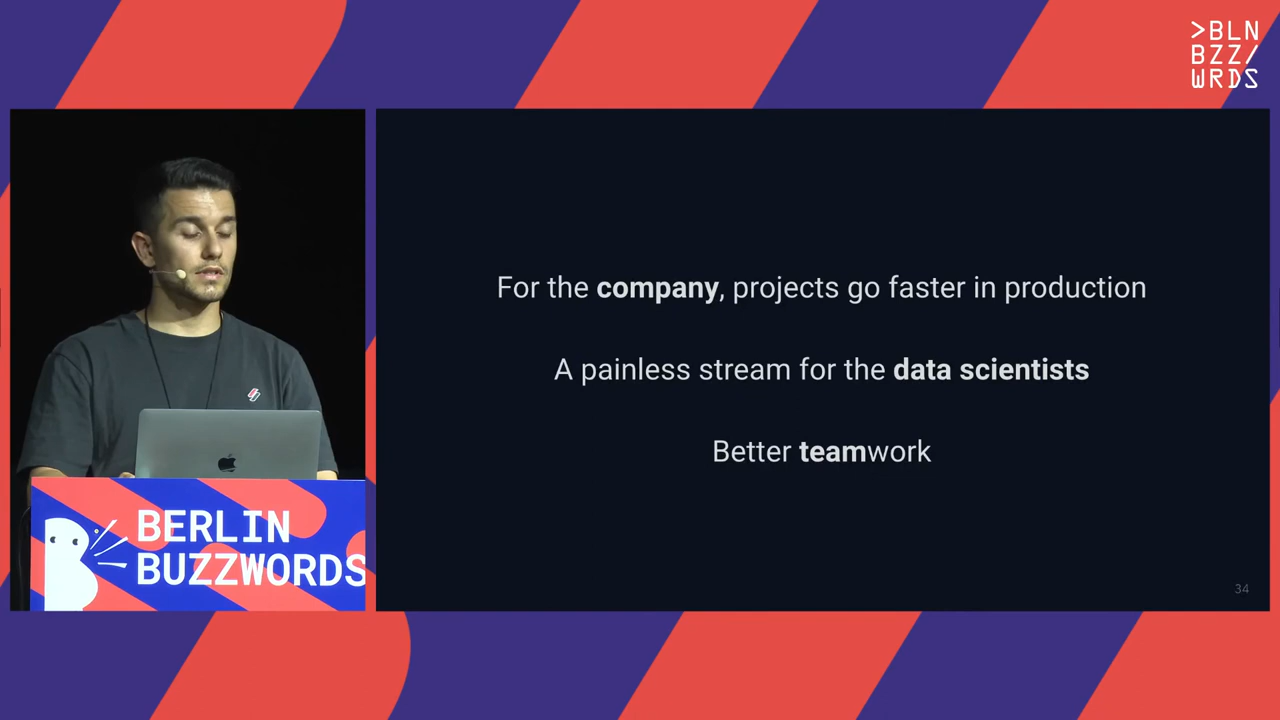 >BLN
BZZ/
WRDS
For the company, projects go faster in production
A painless stream for the data scientists
Better teamwork
BERLIN
BUZZWORDS
34